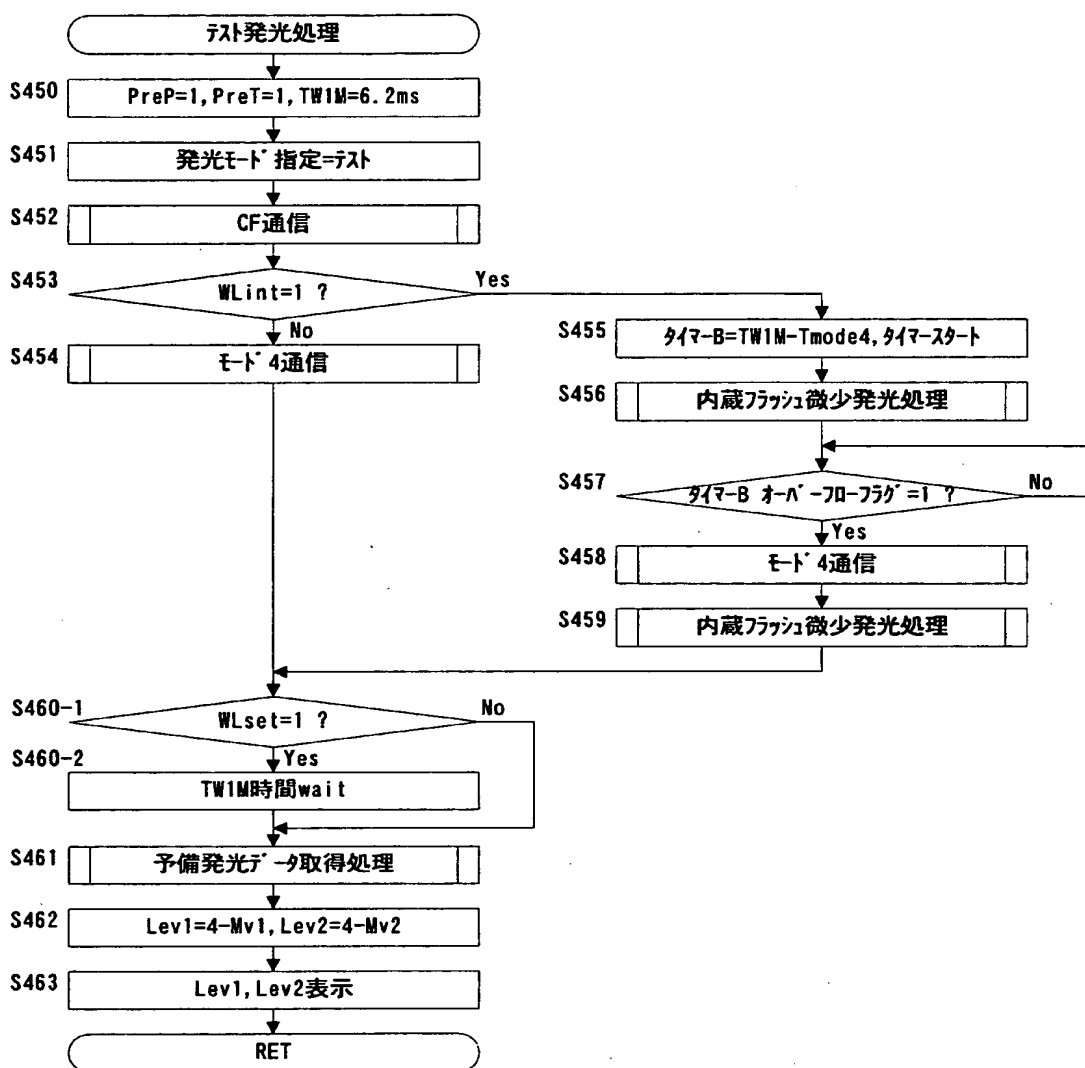 テスト発光処理
S450
PreP=1,PreT=1,TW1M=6.2ms
S451
発光モード指定=テスト
S452
CF通信
S453
WLint=1 ?
Yes
No
S454
モード4通信
S455
タイマーB=TW1M-Tmode4,タイマースタート
S456
内蔵フラッシュ微少発光処理
S457
タイマーB オーバーフローフラグ=1 ?
No
Yes
S458
モード4通信
S459
内蔵フラッシュ微少発光処理
S460-1
WLset=1 ?
No
S460-2
Yes
TW1M時間wait
S461
予備発光データ取得処理
S462
Lev1=4-Mv1,Lev2=4-Mv2
S463
Lev1,Lev2表示
RET